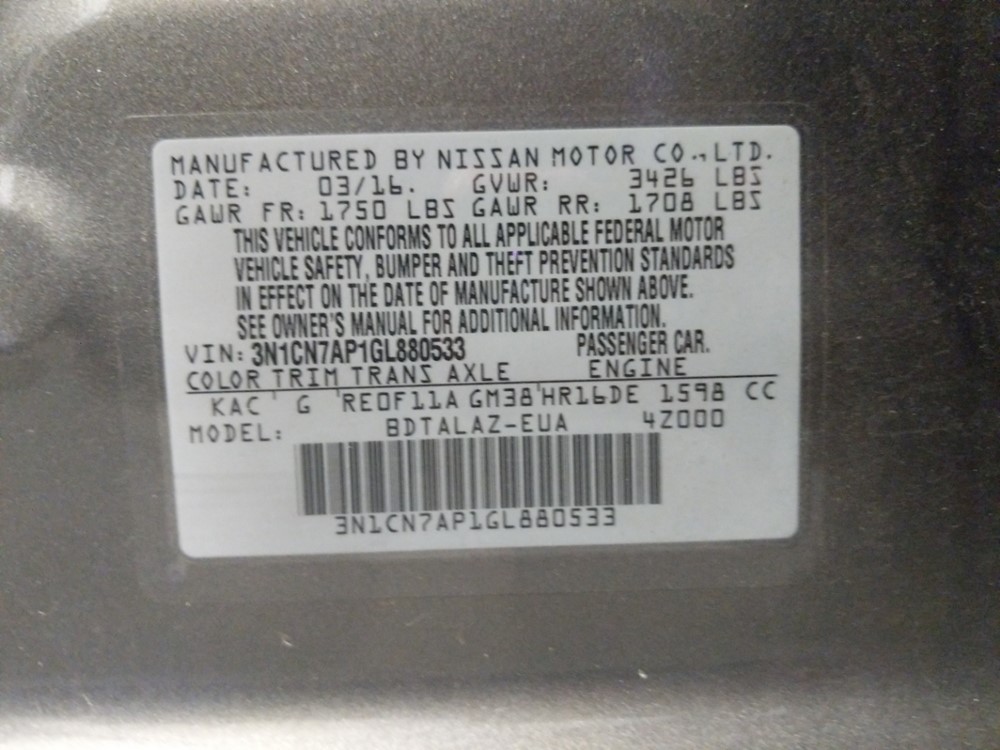 MANUFACTURED BY NISSAN MOTOR CO.,LTD.
DATE: 03/16. GVWR: 3426 LBS
GAWR FR: 1750 LBS GAWR RR: 1708 LBS
THIS VEHICLE CONFORMS TO ALL APPLICABLE FEDERAL MOTOR
VEHICLE SAFETY, BUMPER AND THEFT PREVENTION STANDARDS
IN EFFECT ON THE DATE OF MANUFACTURE SHOWN ABOVE.
SEE OWNER'S MANUAL FOR ADDITIONAL INFORMATION.
VIN: 3N1CN7AP1GL880533 PASSENGER CAR.
COLOR TRIM TRANS AXLE ENGINE
KAC ' G 'RE0F11A GM38'HR16DE 1598 CC
MODEL: BDTALAZ-EUA 4Z000
3N1CN7AP1GL880533